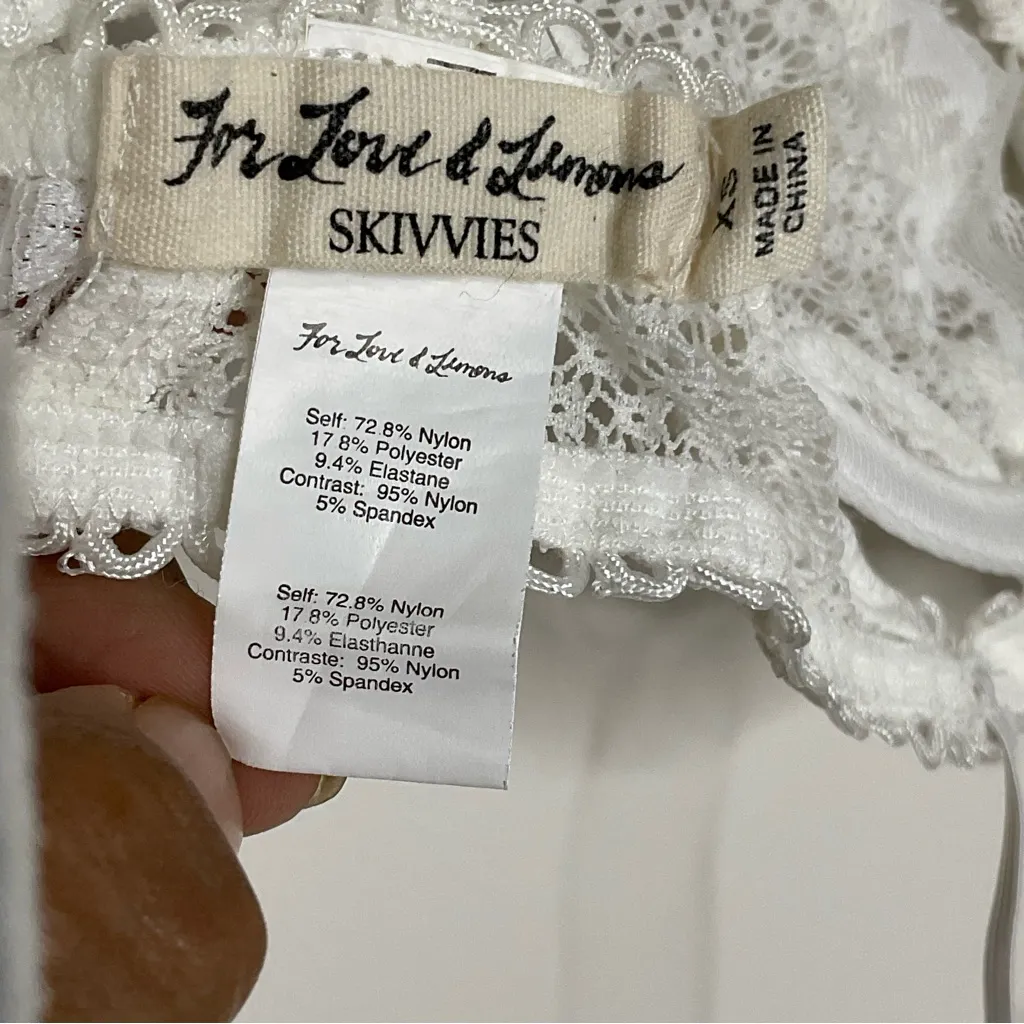 For Love & Lemons
SKIVVIES
XS
MADE IN
CHINA
For Love & Lemons
Self: 72.8% Nylon
17.8% Polyester
9.4% Elastane
Contrast: 95% Nylon
5% Spandex
Self: 72.8% Nylon
17.8% Polyester
9.4% Elasthanne
Contraste: 95% Nylon
5% Spandex